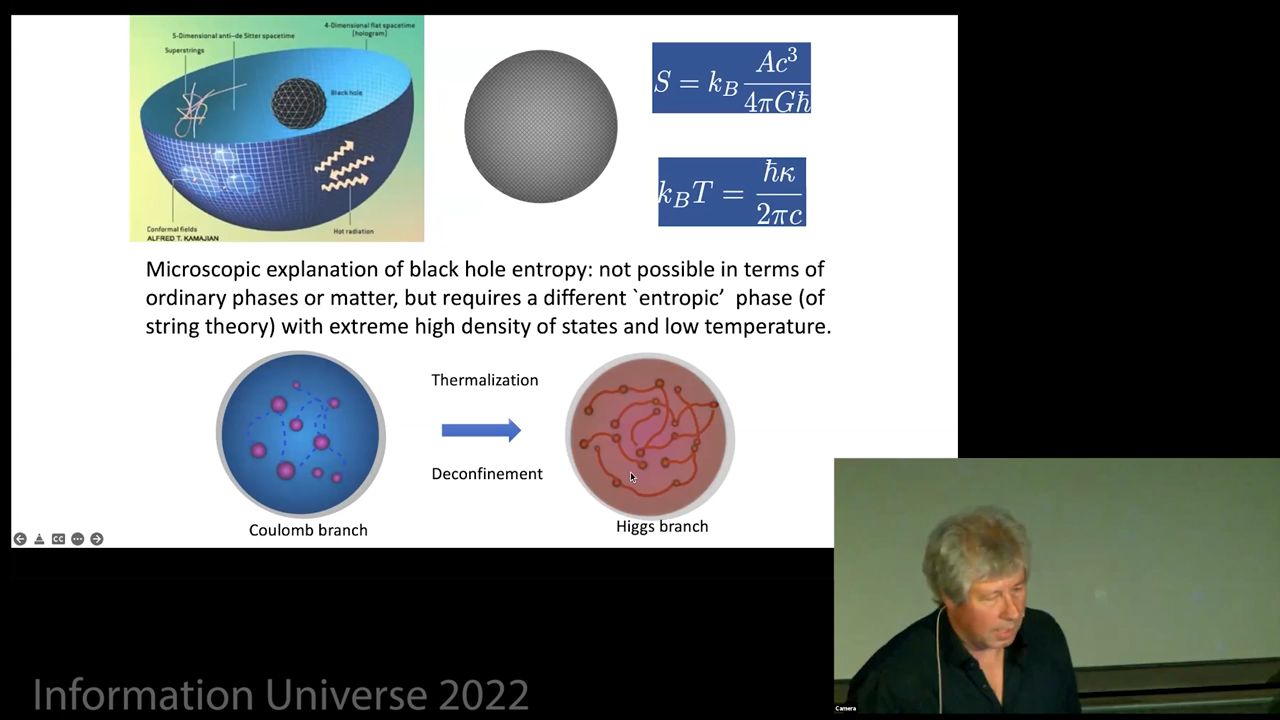 4-Dimensional flat spacetime
(hologram)
5-Dimensional anti-de Sitter spacetime
Superstrings
Black hole
Conformal fields
ALFRED T. KAMAJIAN
Hot radiation
S = k_B Ac³ / 4πGħ
k_B T = ħκ / 2πc
Microscopic explanation of black hole entropy: not possible in terms of
ordinary phases or matter, but requires a different `entropic’ phase (of
string theory) with extreme high density of states and low temperature.
Thermalization
Deconfinement
Coulomb branch
Higgs branch
CC
Camera
Information Universe 2022